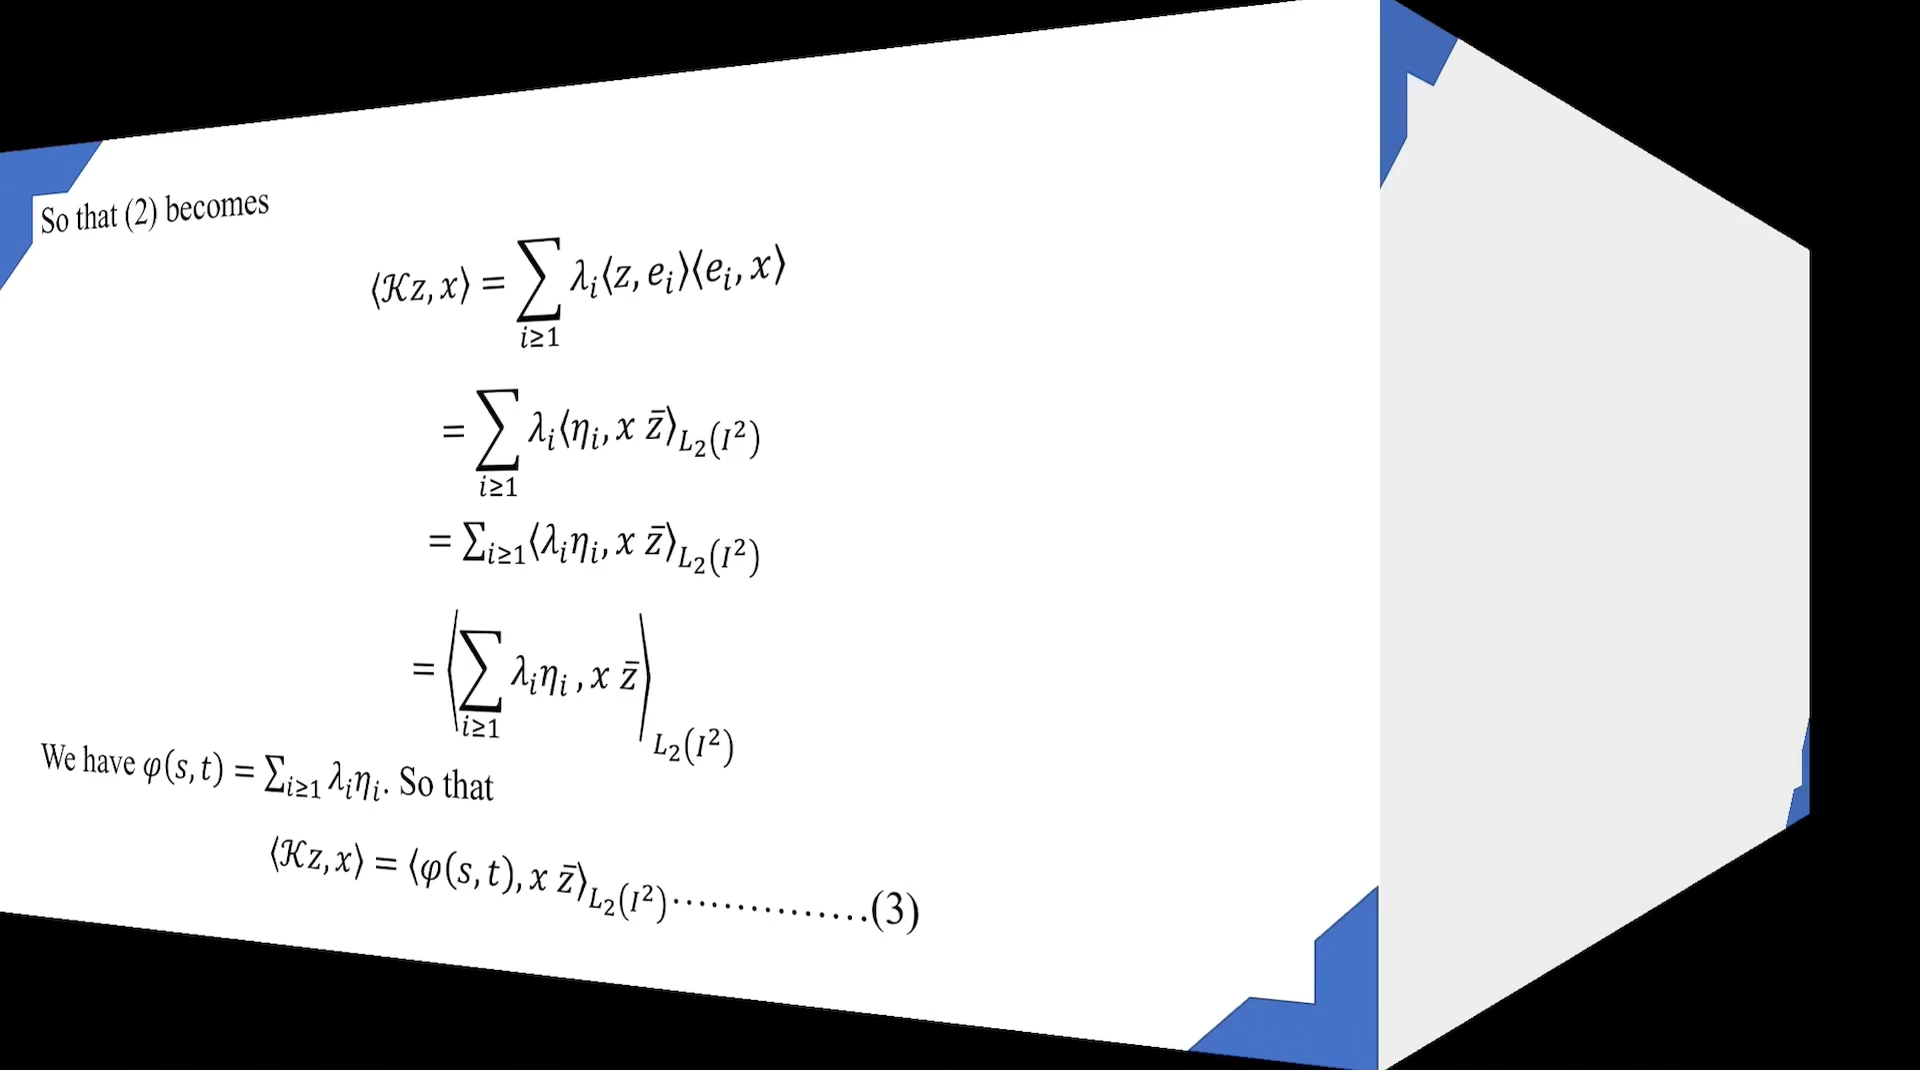 So that (2) becomes
⟨𝒦z, x⟩ = ∑_{i≥1} λ_i⟨z, e_i⟩⟨e_i, x⟩
= ∑_{i≥1} λ_i⟨η_i, x z̄⟩_{L_2(I^2)}
= ∑_{i≥1}⟨λ_iη_i, x z̄⟩_{L_2(I^2)}
= ⟨∑_{i≥1} λ_iη_i , x z̄⟩_{L_2(I^2)}
We have φ(s, t) = ∑_{i≥1} λ_iη_i. So that
⟨𝒦z, x⟩ = ⟨φ(s, t), x z̄⟩_{L_2(I^2)}...............(3)